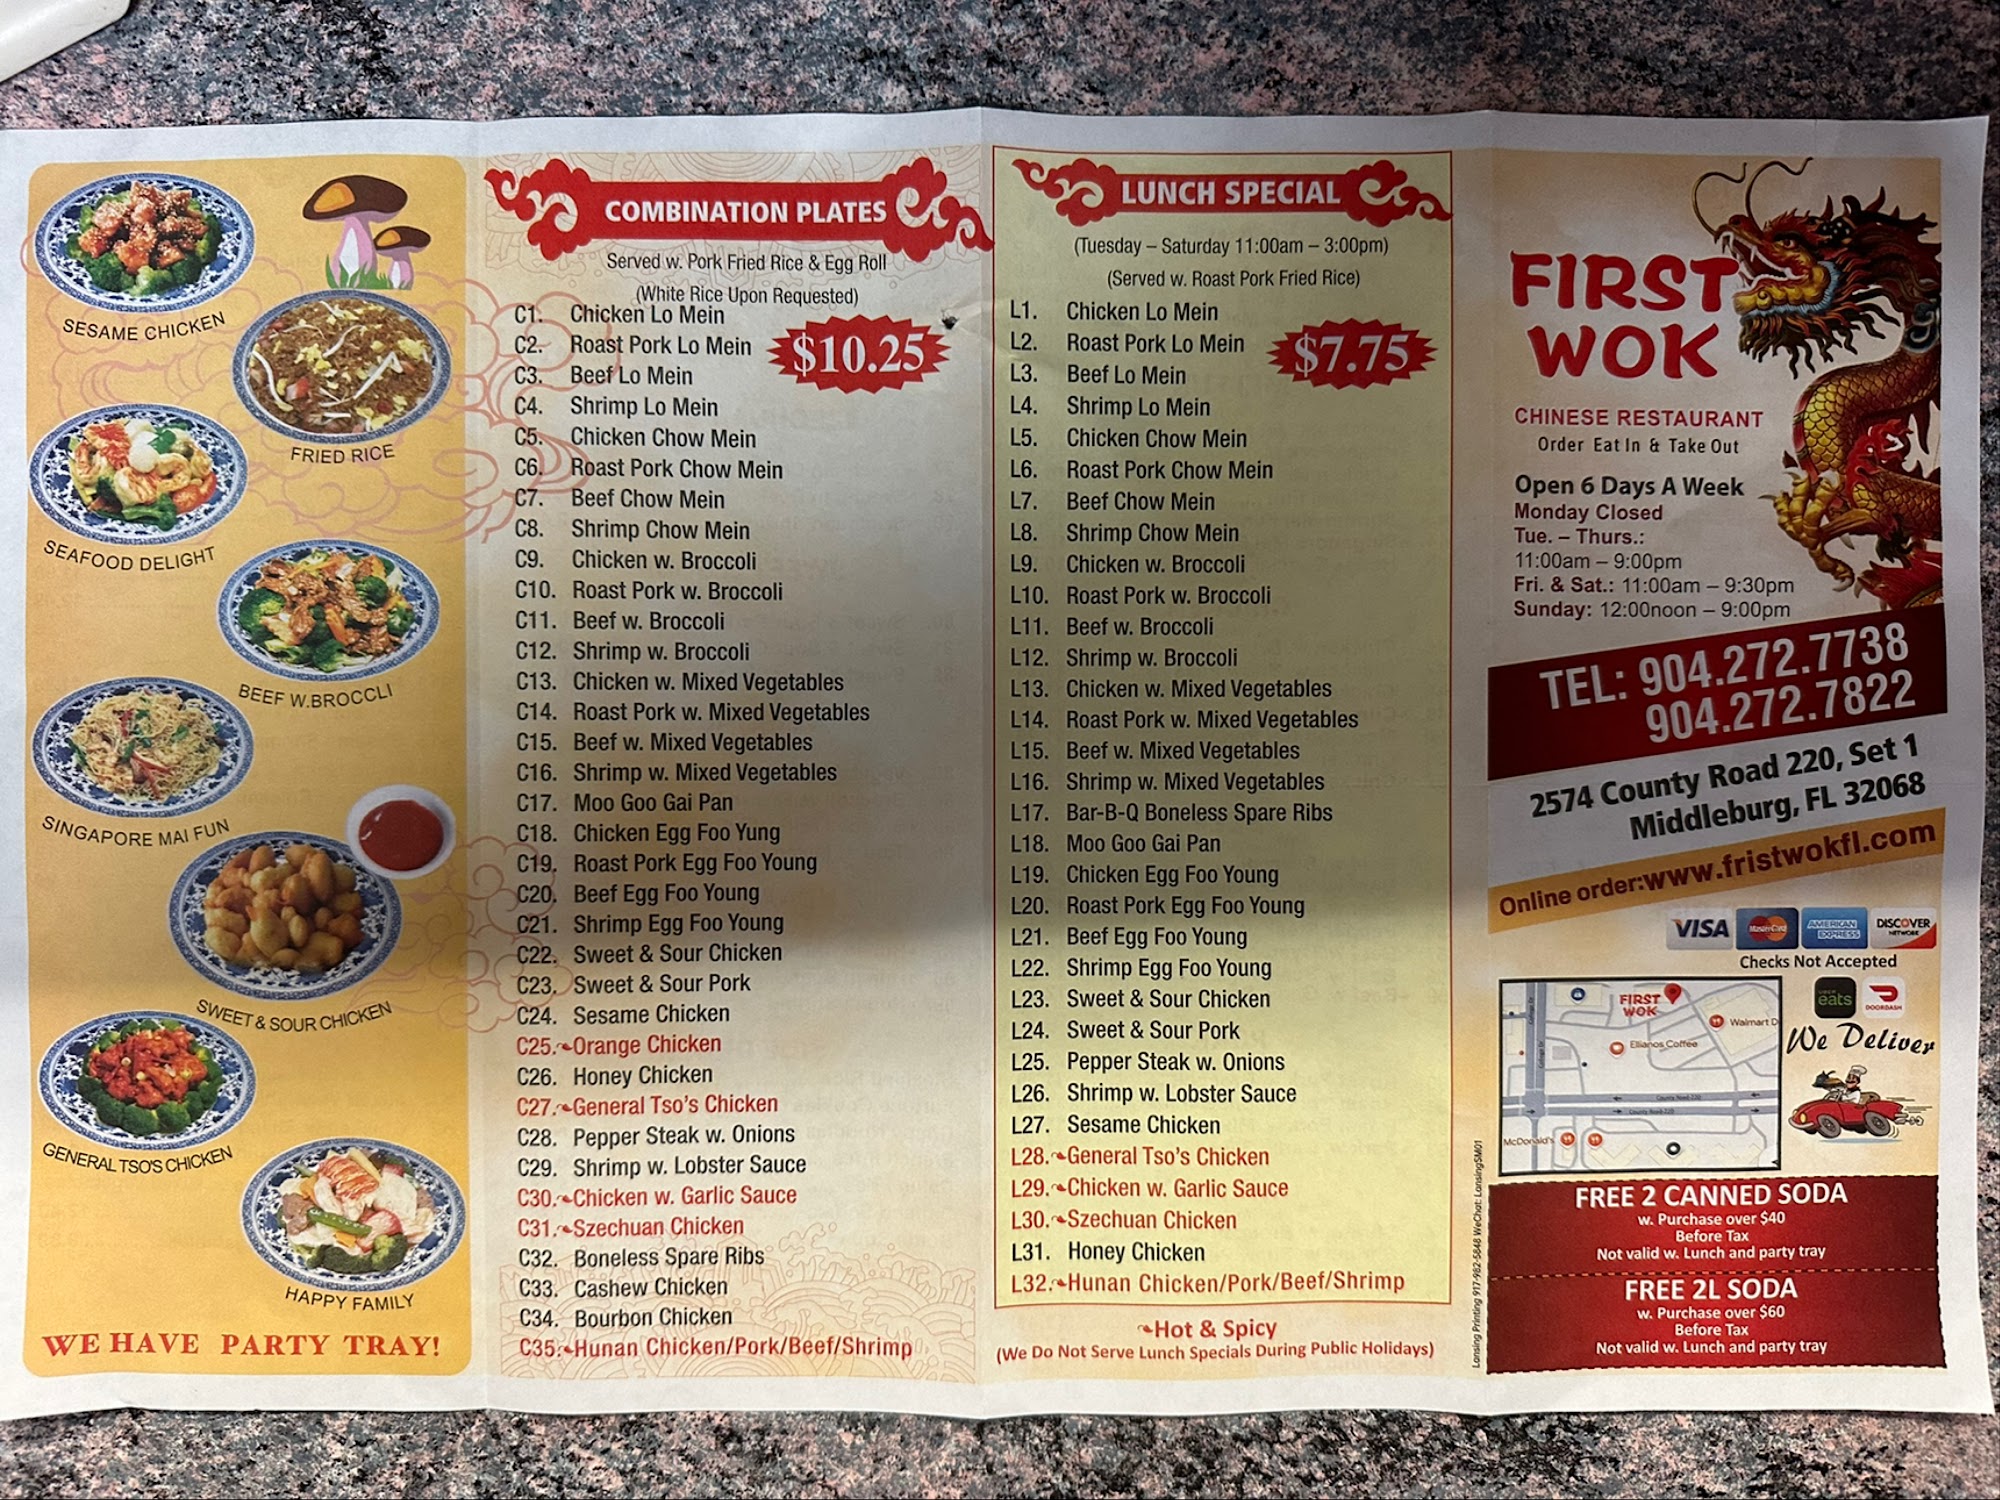 SESAME CHICKEN
FRIED RICE
SEAFOOD DELIGHT
BEEF W.BROCCLI
SINGAPORE MAI FUN
SWEET & SOUR CHICKEN
GENERAL TSO'S CHICKEN
HAPPY FAMILY
WE HAVE PARTY TRAY!
COMBINATION PLATES
Served w. Pork Fried Rice & Egg Roll
(White Rice Upon Requested)
$10.25
C1. Chicken Lo Mein
C2. Roast Pork Lo Mein
C3. Beef Lo Mein
C4. Shrimp Lo Mein
C5. Chicken Chow Mein
C6. Roast Pork Chow Mein
C7. Beef Chow Mein
C8. Shrimp Chow Mein
C9. Chicken w. Broccoli
C10. Roast Pork w. Broccoli
C11. Beef w. Broccoli
C12. Shrimp w. Broccoli
C13. Chicken w. Mixed Vegetables
C14. Roast Pork w. Mixed Vegetables
C15. Beef w. Mixed Vegetables
C16. Shrimp w. Mixed Vegetables
C17. Moo Goo Gai Pan
C18. Chicken Egg Foo Yung
C19. Roast Pork Egg Foo Young
C20. Beef Egg Foo Young
C21. Shrimp Egg Foo Young
C22. Sweet & Sour Chicken
C23. Sweet & Sour Pork
C24. Sesame Chicken
C25. Orange Chicken
C26. Honey Chicken
C27. General Tso's Chicken
C28. Pepper Steak w. Onions
C29. Shrimp w. Lobster Sauce
C30. Chicken w. Garlic Sauce
C31. Szechuan Chicken
C32. Boneless Spare Ribs
C33. Cashew Chicken
C34. Bourbon Chicken
C35. Hunan Chicken/Pork/Beef/Shrimp
LUNCH SPECIAL
(Tuesday – Saturday 11:00am – 3:00pm)
(Served w. Roast Pork Fried Rice)
$7.75
L1. Chicken Lo Mein
L2. Roast Pork Lo Mein
L3. Beef Lo Mein
L4. Shrimp Lo Mein
L5. Chicken Chow Mein
L6. Roast Pork Chow Mein
L7. Beef Chow Mein
L8. Shrimp Chow Mein
L9. Chicken w. Broccoli
L10. Roast Pork w. Broccoli
L11. Beef w. Broccoli
L12. Shrimp w. Broccoli
L13. Chicken w. Mixed Vegetables
L14. Roast Pork w. Mixed Vegetables
L15. Beef w. Mixed Vegetables
L16. Shrimp w. Mixed Vegetables
L17. Bar-B-Q Boneless Spare Ribs
L18. Moo Goo Gai Pan
L19. Chicken Egg Foo Young
L20. Roast Pork Egg Foo Young
L21. Beef Egg Foo Young
L22. Shrimp Egg Foo Young
L23. Sweet & Sour Chicken
L24. Sweet & Sour Pork
L25. Pepper Steak w. Onions
L26. Shrimp w. Lobster Sauce
L27. Sesame Chicken
L28. General Tso's Chicken
L29. Chicken w. Garlic Sauce
L30. Szechuan Chicken
L31. Honey Chicken
L32. Hunan Chicken/Pork/Beef/Shrimp
Hot & Spicy
(We Do Not Serve Lunch Specials During Public Holidays)
Lansing Printing 917-982-5848 WeChat: LansingSM01
FIRST
WOK
CHINESE RESTAURANT
Order Eat In & Take Out
Open 6 Days A Week
Monday Closed
Tue. – Thurs.:
11:00am – 9:00pm
Fri. & Sat.: 11:00am – 9:30pm
Sunday: 12:00noon – 9:00pm
TEL: 904.272.7738
904.272.7822
2574 County Road 220, Set 1
Middleburg, FL 32068
Online order:www.fristwokfl.com
VISA
MasterCard
AMERICAN EXPRESS
DISCOVER NETWORK
Checks Not Accepted
FIRST
WOK
Walmart D
Ellianos Coffee
College Dr
College Dr
County Road 220
County Road 220
McDonald's
Uber eats
DOORDASH
We Deliver
FREE 2 CANNED SODA
w. Purchase over $40
Before Tax
Not valid w. Lunch and party tray
FREE 2L SODA
w. Purchase over $60
Before Tax
Not valid w. Lunch and party tray